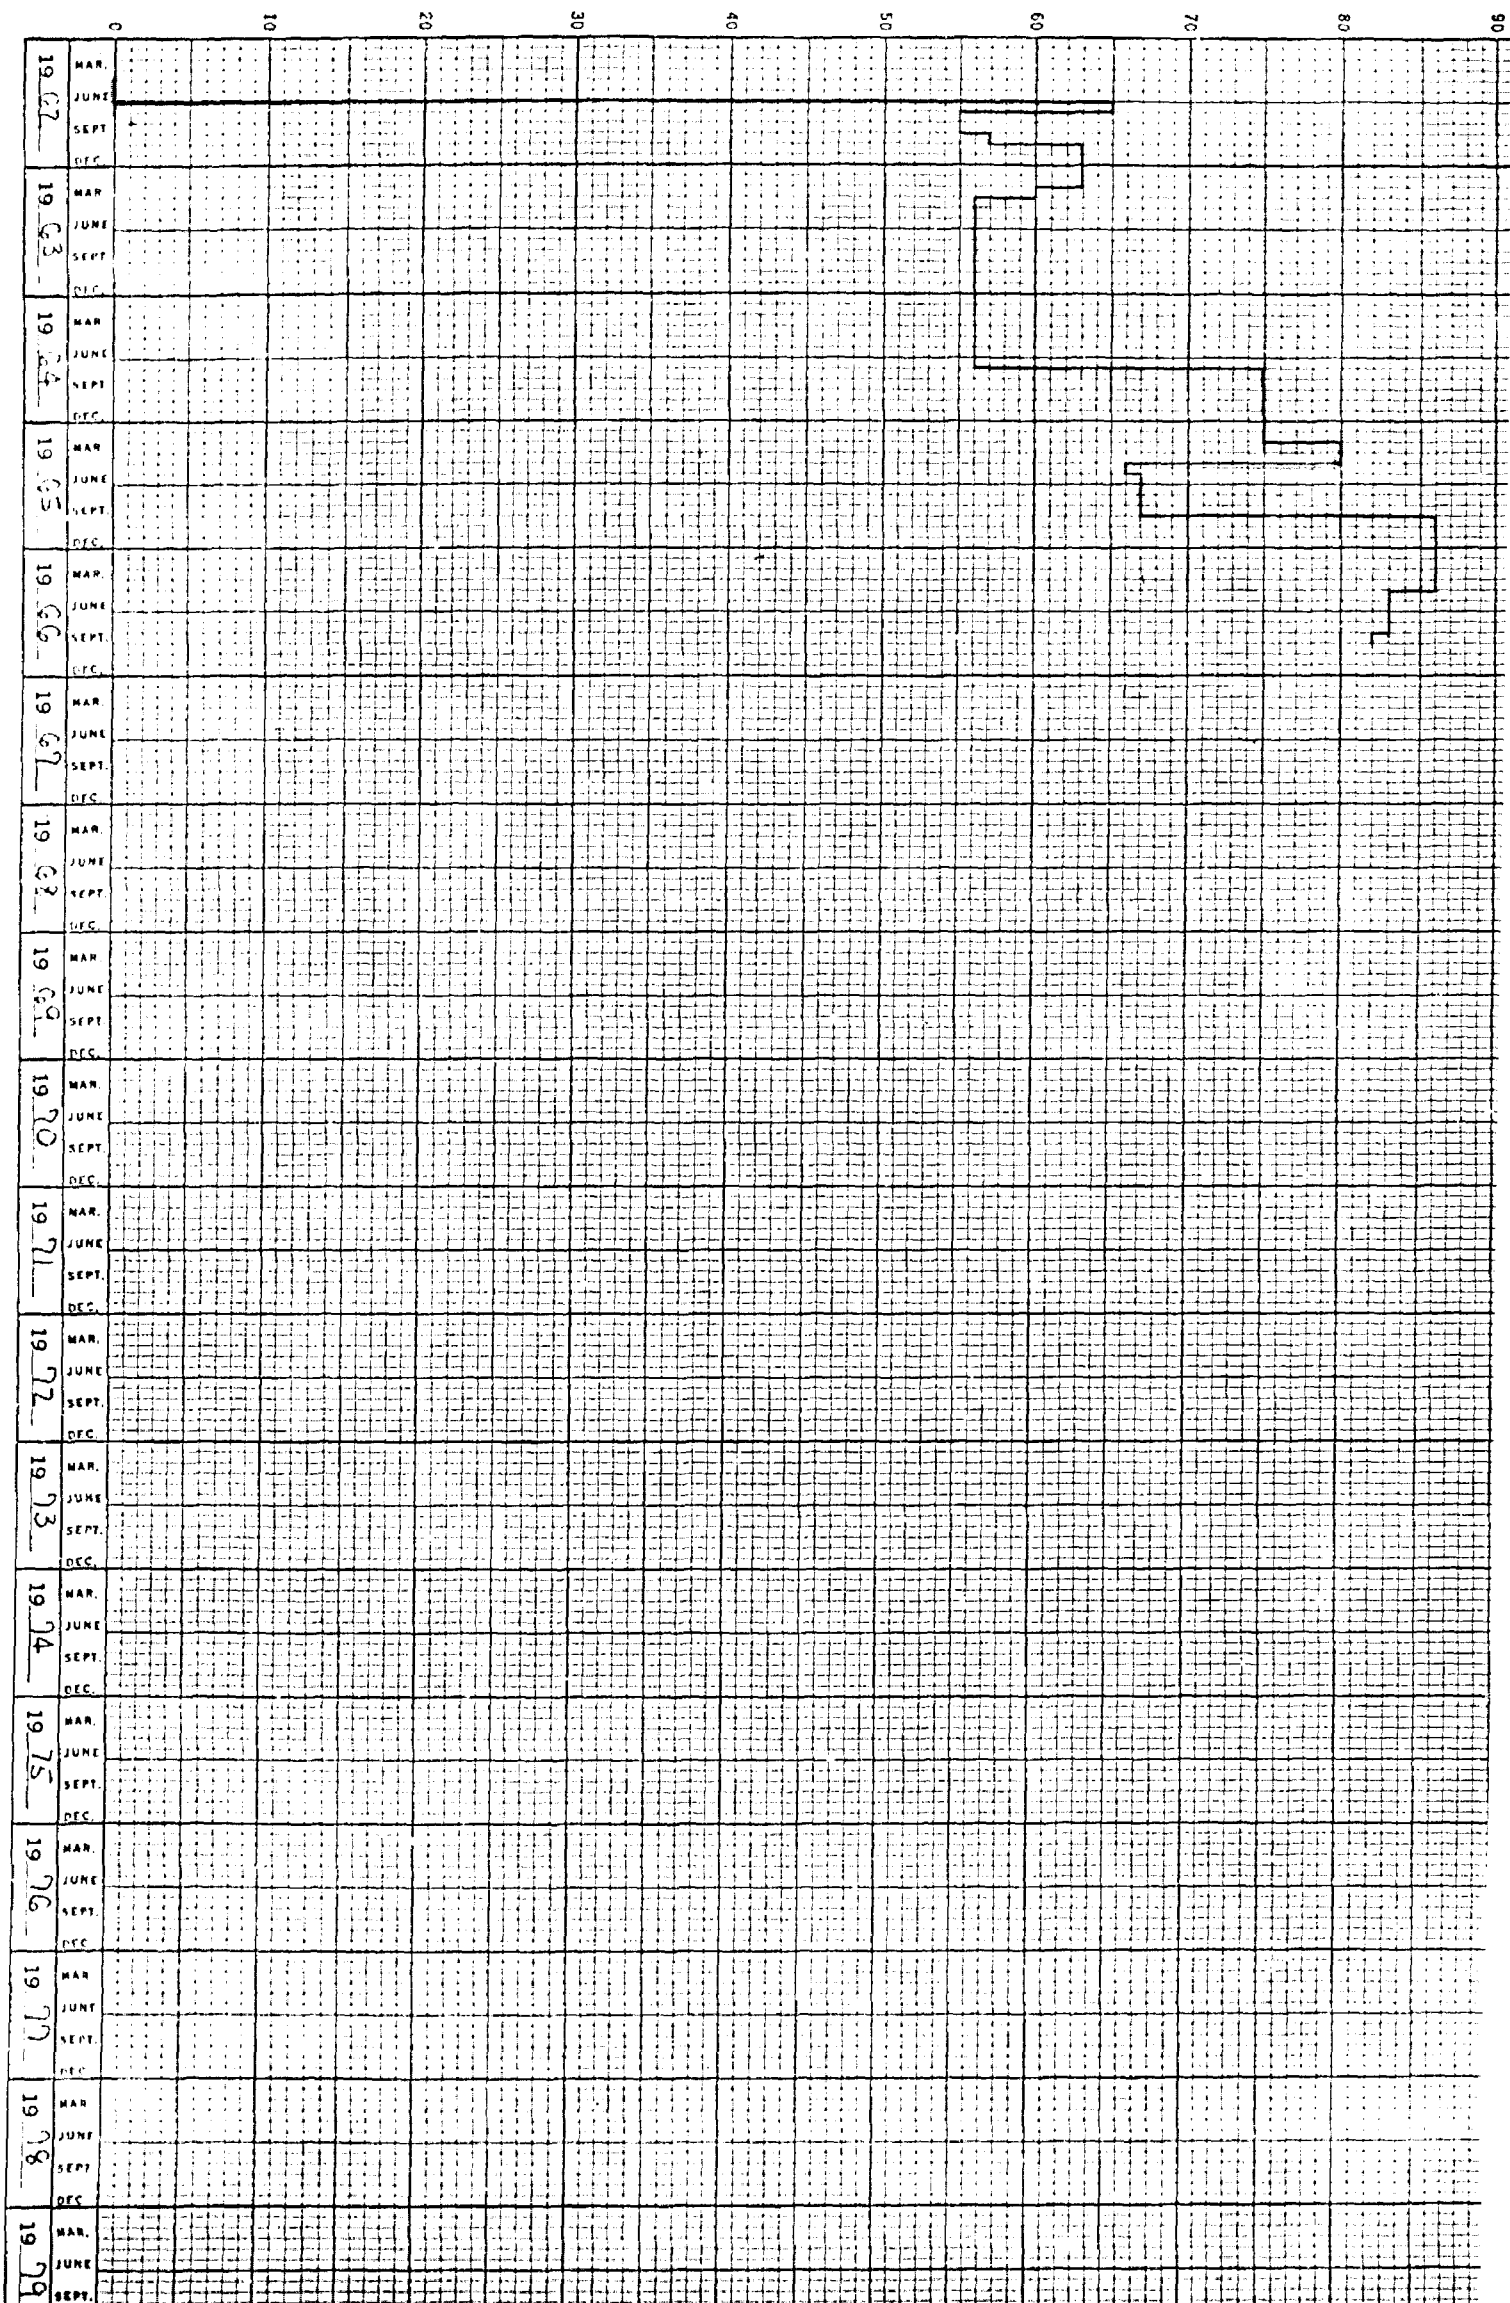 0 10 20 30 40 50 60 70 80 90
19 62 MAR. JUNE SEPT DEC.
19 63 MAR JUNE SEPT DEC.
19 64 MAR JUNE SEPT DEC.
19 65 MAR JUNE SEPT. DEC.
19 66 MAR. JUNE SEPT. DEC.
19 67 MAR. JUNE SEPT. DEC.
19 68 MAR. JUNE SEPT. DEC.
19 69 MAR JUNE SEPT DEC.
19 70 MAR. JUNE SEPT. DEC.
19 71 MAR. JUNE SEPT. DEC.
19 72 MAR. JUNE SEPT. DEC.
19 73 MAR. JUNE SEPT. DEC.
19 74 MAR. JUNE SEPT. DEC.
19 75 MAR. JUNE SEPT. DEC.
19 76 MAR. JUNE SEPT. DEC
19 77 MAR JUNE SEPT. DEC
19 78 MAR JUNE SEPT DEC
19 79 MAR. JUNE SEPT.